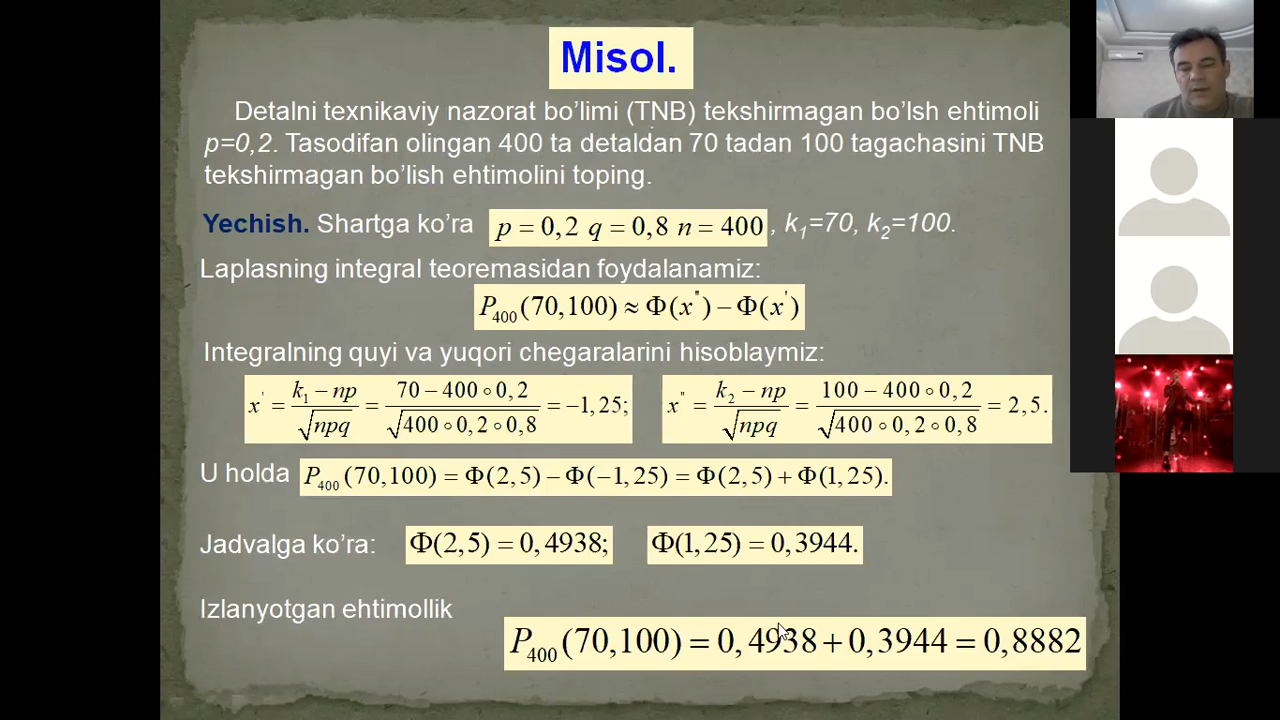 Misol.
Detalni texnikaviy nazorat bo’limi (TNB) tekshirmagan bo’lsh ehtimoli
p=0,2. Tasodifan olingan 400 ta detaldan 70 tadan 100 tagachasini TNB
tekshirmagan bo’lish ehtimolini toping.
Yechish. Shartga ko’ra p = 0,2 q = 0,8 n = 400 , k₁=70, k₂=100.
Laplasning integral teoremasidan foydalanamiz:
P₄₀₀(70,100) ≈ Φ(x'') − Φ(x')
Integralning quyi va yuqori chegaralarini hisoblaymiz:
x' = (k₁ − np)/√npq = (70 − 400∘0,2)/√(400∘0,2∘0,8) = −1,25; x'' = (k₂ − np)/√npq = (100 − 400∘0,2)/√(400∘0,2∘0,8) = 2,5.
U holda P₄₀₀(70,100) = Φ(2,5) − Φ(−1,25) = Φ(2,5) + Φ(1,25).
Jadvalga ko’ra: Φ(2,5) = 0,4938; Φ(1,25) = 0,3944.
Izlanyotgan ehtimollik
P₄₀₀(70,100) = 0,4938 + 0,3944 = 0,8882